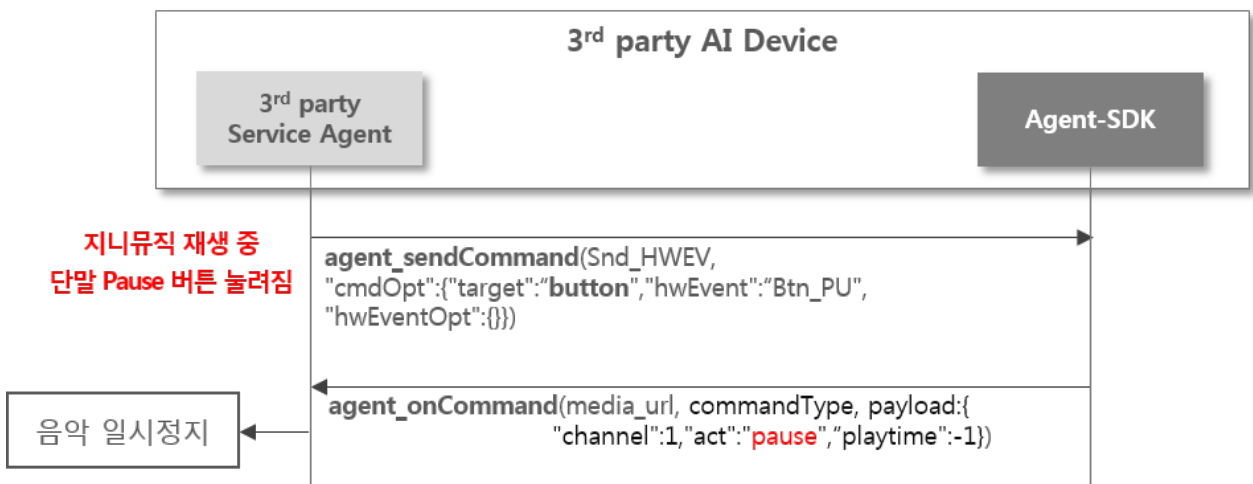 3rd party AI Device
3rd party
Service Agent
Agent-SDK
지니뮤직 재생 중
단말 Pause 버튼 눌려짐
agent_sendCommand(Snd_HWEV,
"cmdOpt":{"target":“button","hwEvent":“Btn_PU",
"hwEventOpt":{}})
agent_onCommand(media_url, commandType, payload:{
"channel":1,"act":"pause",“playtime":-1})
음악 일시정지